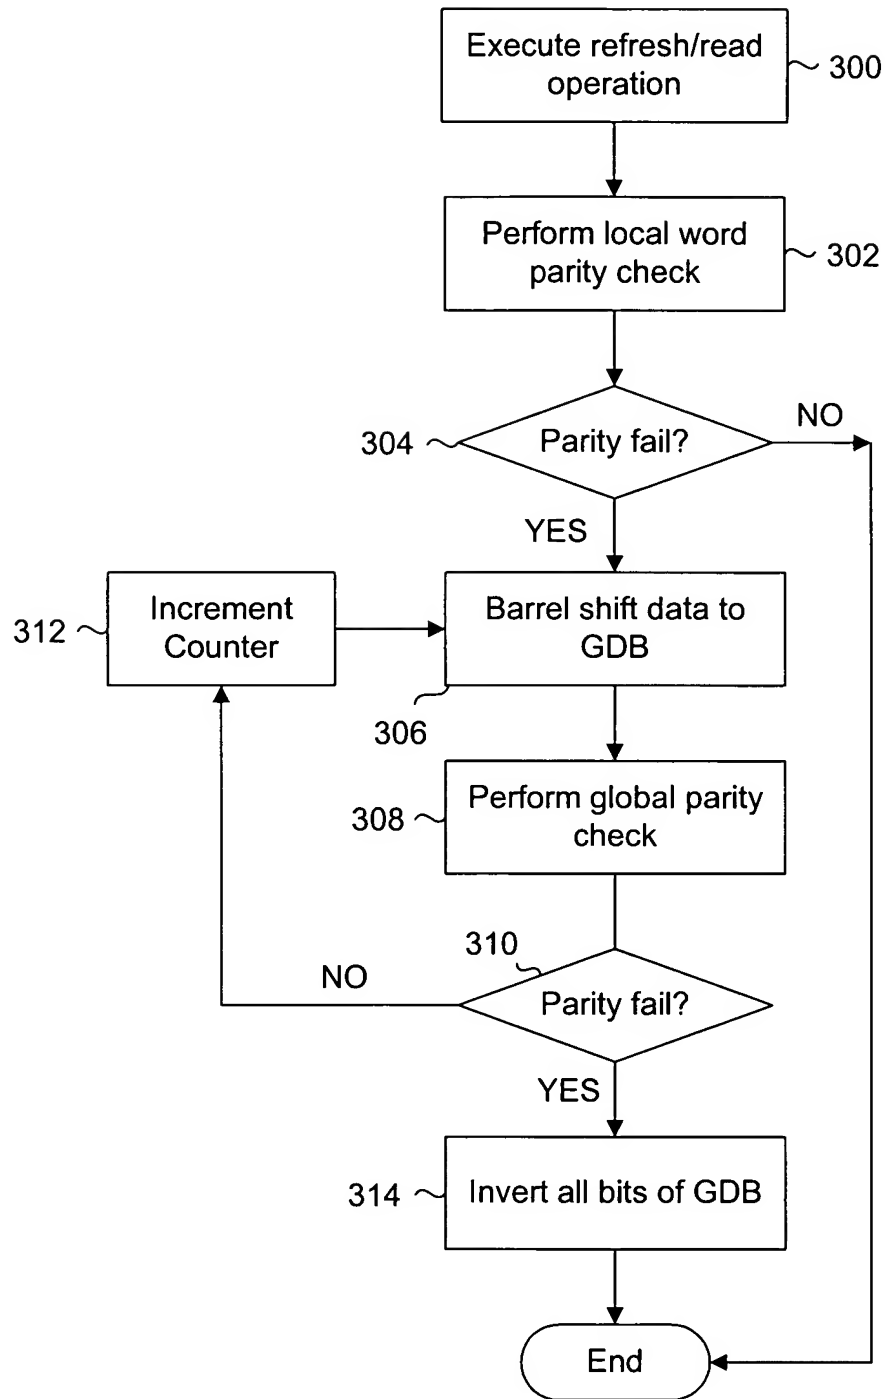 Execute refresh/read
operation
300
Perform local word
parity check
302
304
Parity fail?
NO
YES
312
Increment
Counter
Barrel shift data to
GDB
306
308
Perform global parity
check
310
NO
Parity fail?
YES
314
Invert all bits of GDB
End